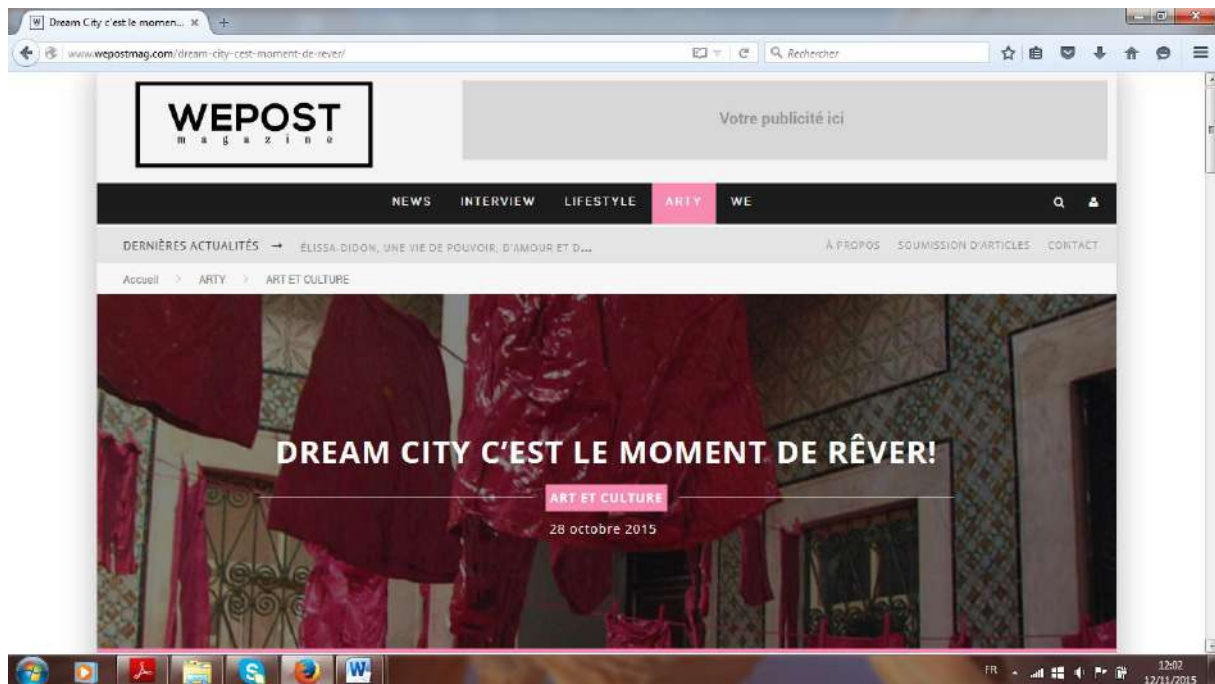 Dream City c'est le momen...
www.wepostmag.com/dream-city-cest-moment-de-rever/
Rechercher
WEPOST
magazine
Votre publicité ici
NEWS INTERVIEW LIFESTYLE ARTY WE
DERNIÈRES ACTUALITÉS → ÉLISSA-DIDON, UNE VIE DE POUVOIR, D'AMOUR ET D...
À PROPOS SOUMISSION D'ARTICLES CONTACT
Accueil > ARTY > ART ET CULTURE
DREAM CITY C'EST LE MOMENT DE RÊVER!
ART ET CULTURE
28 octobre 2015
FR
12:02
12/11/2015